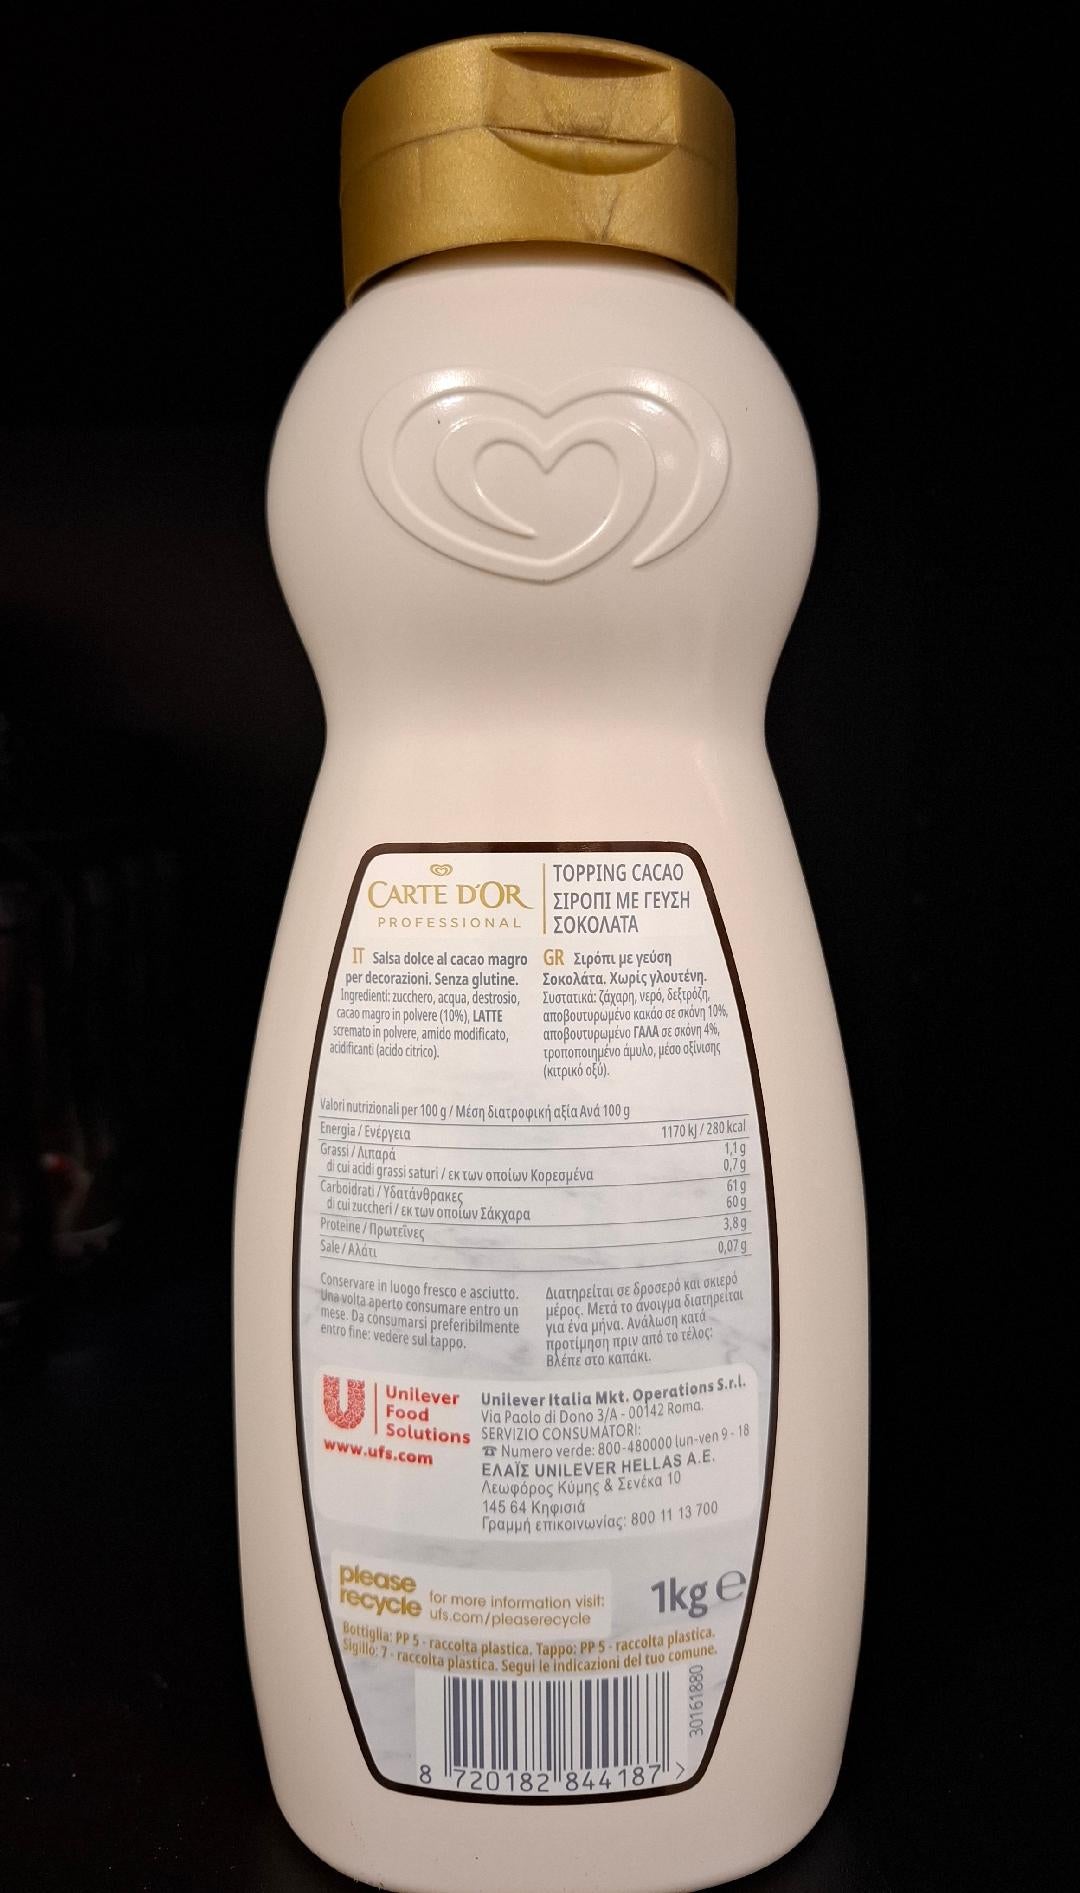 CARTE D'OR
PROFESSIONAL
TOPPING CACAO
ΣΙΡΟΠΙ ΜΕ ΓΕΥΣΗ
ΣΟΚΟΛΑΤΑ
IT Salsa dolce al cacao magro
per decorazioni. Senza glutine.
Ingredienti: zucchero, acqua, destrosio,
cacao magro in polvere (10%), LATTE
scremato in polvere, amido modificato,
acidificanti (acido citrico).
GR Σιρόπι με γεύση
Σοκολάτα. Χωρίς γλουτένη.
Συστατικά: ζάχαρη, νερό, δεξτρόζη,
αποβουτυρωμένο κακάο σε σκόνη 10%,
αποβουτυρωμένο ΓΑΛΑ σε σκόνη 4%,
τροποποιημένο άμυλο, μέσο οξίνισης
(κιτρικό οξύ).
Valori nutrizionali per 100 g / Μέση διατροφική αξία Ανά 100 g
Energia / Ενέργεια 1170 kJ / 280 kcal
Grassi / Λιπαρά 1,1 g
di cui acidi grassi saturi / εκ των οποίων Κορεσμένα 0,7 g
Carboidrati / Υδατάνθρακες 61 g
di cui zuccheri / εκ των οποίων Σάκχαρα 60 g
Proteine / Πρωτεΐνες 3,8 g
Sale / Αλάτι 0,07 g
Conservare in luogo fresco e asciutto.
Una volta aperto consumare entro un
mese. Da consumarsi preferibilmente
entro fine: vedere sul tappo.
Διατηρείται σε δροσερό και σκιερό
μέρος. Μετά το άνοιγμα διατηρείται
για ένα μήνα. Ανάλωση κατά
προτίμηση πριν από το τέλος:
Βλέπε στο καπάκι.
Unilever
Food
Solutions
www.ufs.com
Unilever Italia Mkt. Operations S.r.l.
Via Paolo di Dono 3/A - 00142 Roma.
SERVIZIO CONSUMATORI:
☎ Numero verde: 800-480000 lun-ven 9 - 18
ΕΛΑΪΣ UNILEVER HELLAS A.E.
Λεωφόρος Κύμης & Σενέκα 10
145 64 Κηφισιά
Γραμμή επικοινωνίας: 800 11 13 700
please
recycle
for more information visit:
ufs.com/pleaserecycle
1kg ℮
Bottiglia: PP 5 - raccolta plastica. Tappo: PP 5 - raccolta plastica.
Sigillo: 7 - raccolta plastica. Segui le indicazioni del tuo comune.
30161880
8 720182 844187 >